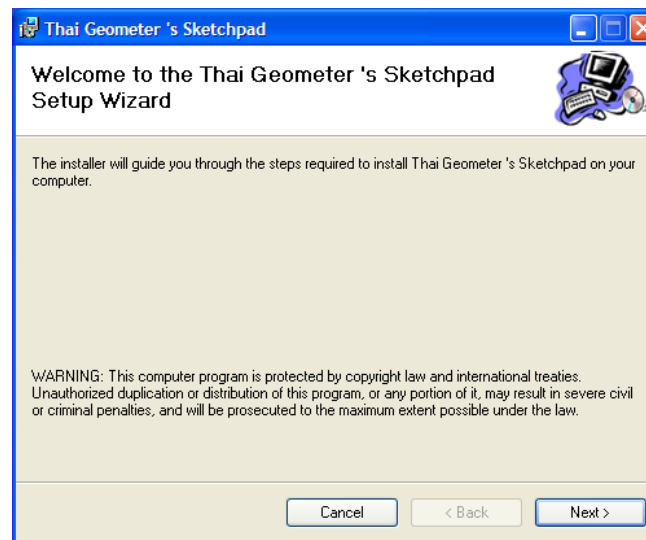 Thai Geometer 's Sketchpad
Welcome to the Thai Geometer 's Sketchpad
Setup Wizard
The installer will guide you through the steps required to install Thai Geometer 's Sketchpad on your
computer.
WARNING: This computer program is protected by copyright law and international treaties.
Unauthorized duplication or distribution of this program, or any portion of it, may result in severe civil
or criminal penalties, and will be prosecuted to the maximum extent possible under the law.
Cancel
< Back
Next >